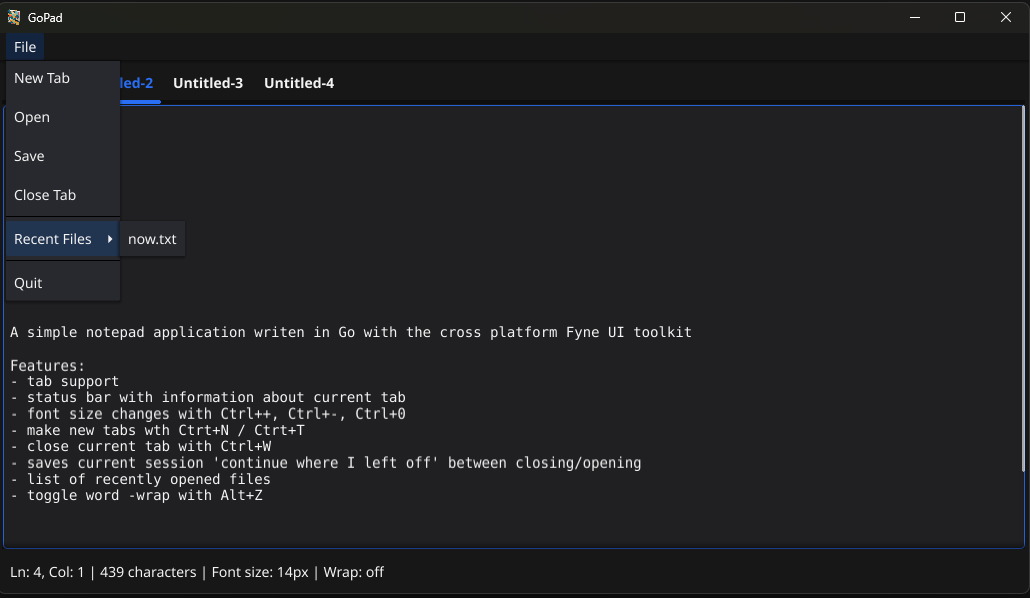 GoPad
File
New Tab
led-2 Untitled-3 Untitled-4
Open
Save
Close Tab
Recent Files now.txt
Quit
A simple notepad application writen in Go with the cross platform Fyne UI toolkit
Features:
- tab support
- status bar with information about current tab
- font size changes with Ctrl++, Ctrl+-, Ctrl+0
- make new tabs wth Ctrt+N / Ctrt+T
- close current tab with Ctrl+W
- saves current session 'continue where I left off' between closing/opening
- list of recently opened files
- toggle word -wrap with Alt+Z
Ln: 4, Col: 1 | 439 characters | Font size: 14px | Wrap: off